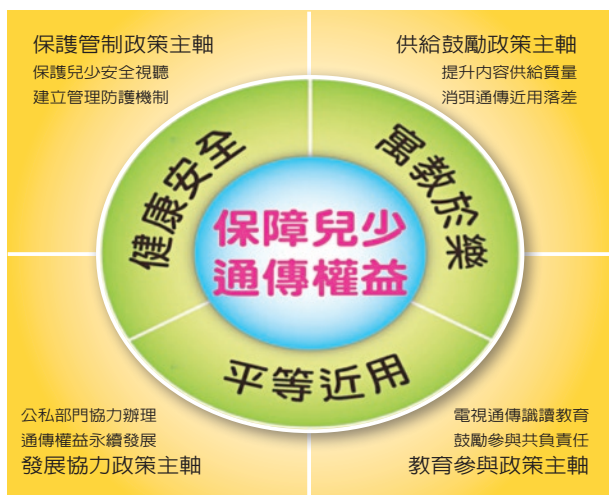 保護管制政策主軸
保護兒少安全視聽
建立管理防護機制
供給鼓勵政策主軸
提升內容供給質量
消弭通傳近用落差
健康安全
寓教於樂
保障兒少
通傳權益
平等近用
公私部門協力辦理
通傳權益永續發展
發展協力政策主軸
電視通傳識讀教育
鼓勵參與共負責任
教育參與政策主軸